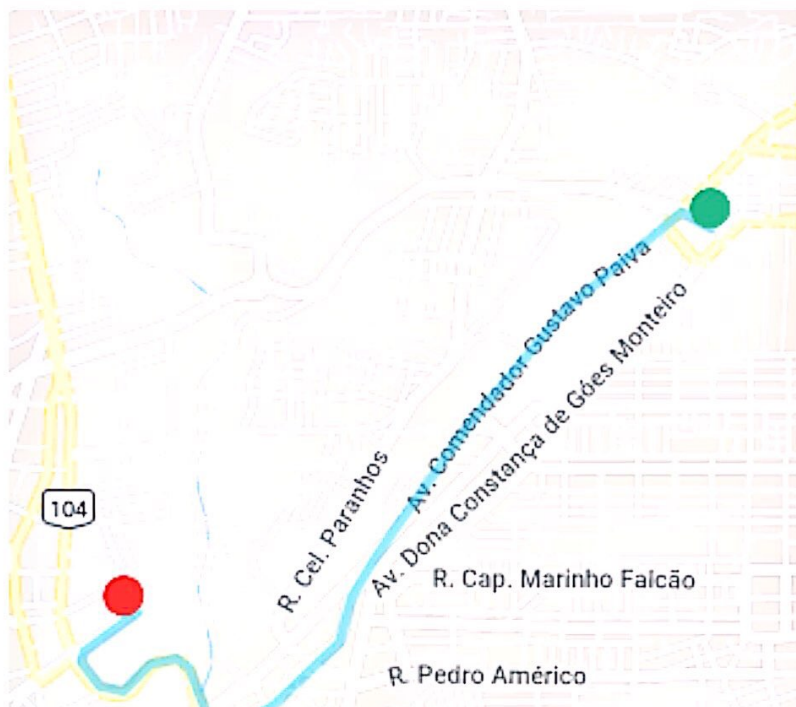 Av. Comendador Gustavo Paiva
Av. Dona Constança de Góes Monteiro
R. Cel. Paranhos
104
R. Cap. Marinho Falcão
R. Pedro Américo